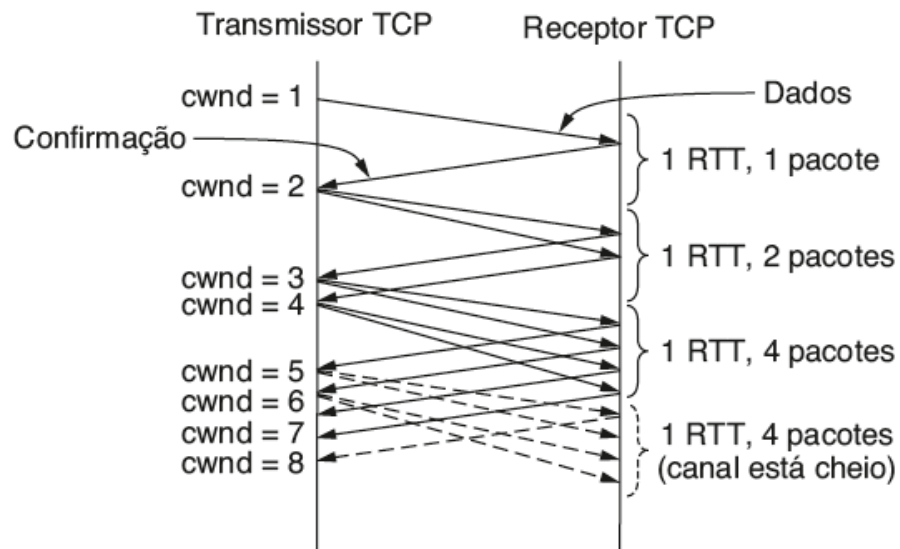 Transmissor TCP
Receptor TCP
cwnd = 1
Dados
Confirmação
1 RTT, 1 pacote
cwnd = 2
1 RTT, 2 pacotes
cwnd = 3
cwnd = 4
1 RTT, 4 pacotes
cwnd = 5
cwnd = 6
cwnd = 7
1 RTT, 4 pacotes
(canal está cheio)
cwnd = 8